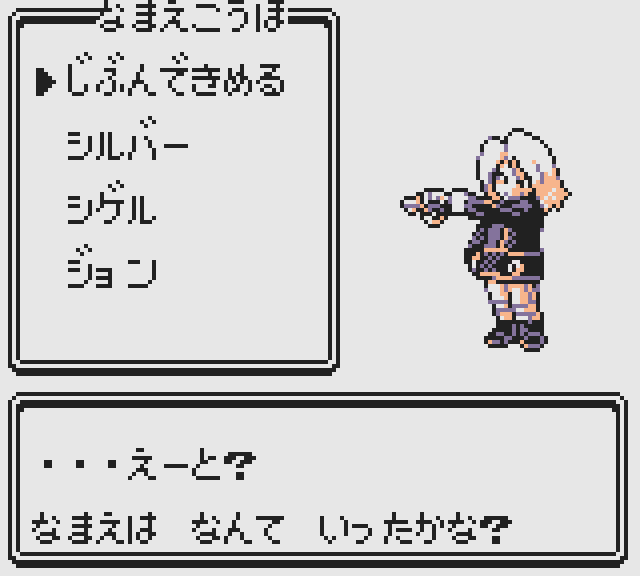 なまえこうほ
▶じぶんできめる
シルバー
シゲル
ジョン
・・・えーと?
なまえは なんて いったかな?